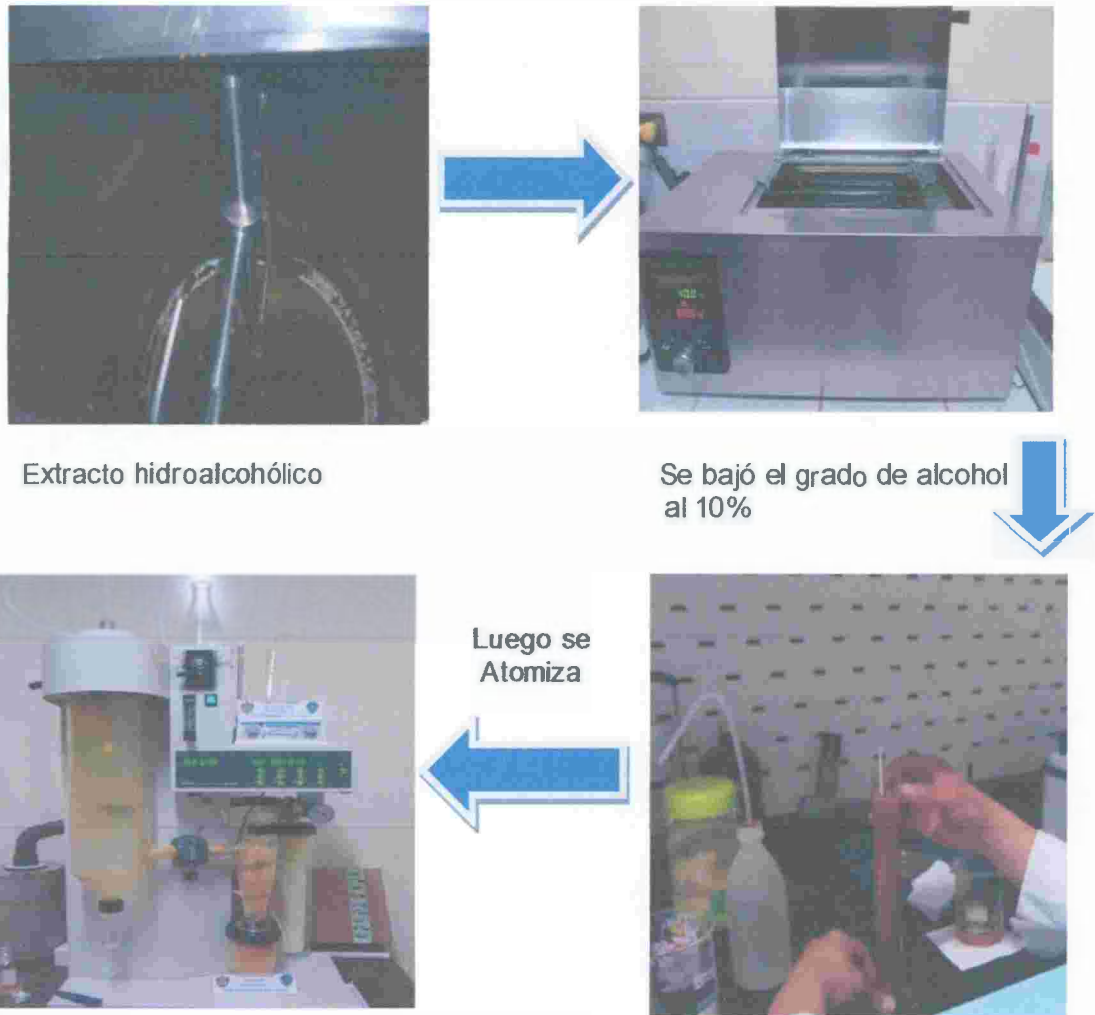 Extracto hidroalcohólico
Se bajó el grado de alcohol
al 10%
Luego se
Atomiza